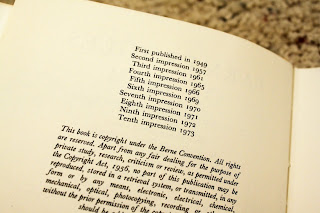 First published in 1949
Second impression 1957
Third impression 1961
Fourth impression 1965
Fifth impression 1966
Sixth impression 1969
Seventh impression 1970
Eighth impression 1971
Ninth impression 1972
Tenth impression 1973
This book is copyright under the Berne Convention. All rights
are reserved. Apart from any fair dealing for the purpose of
private study, research, criticism or review, as permitted under
the Copyright Act, 1956, no part of this publication may be
reproduced, stored in a retrieval system, or transmitted, in any
form or by any means, electronic, electrical, chemical,
mechanical, optical, photocopying, recording or
without the prior permission of the
should be